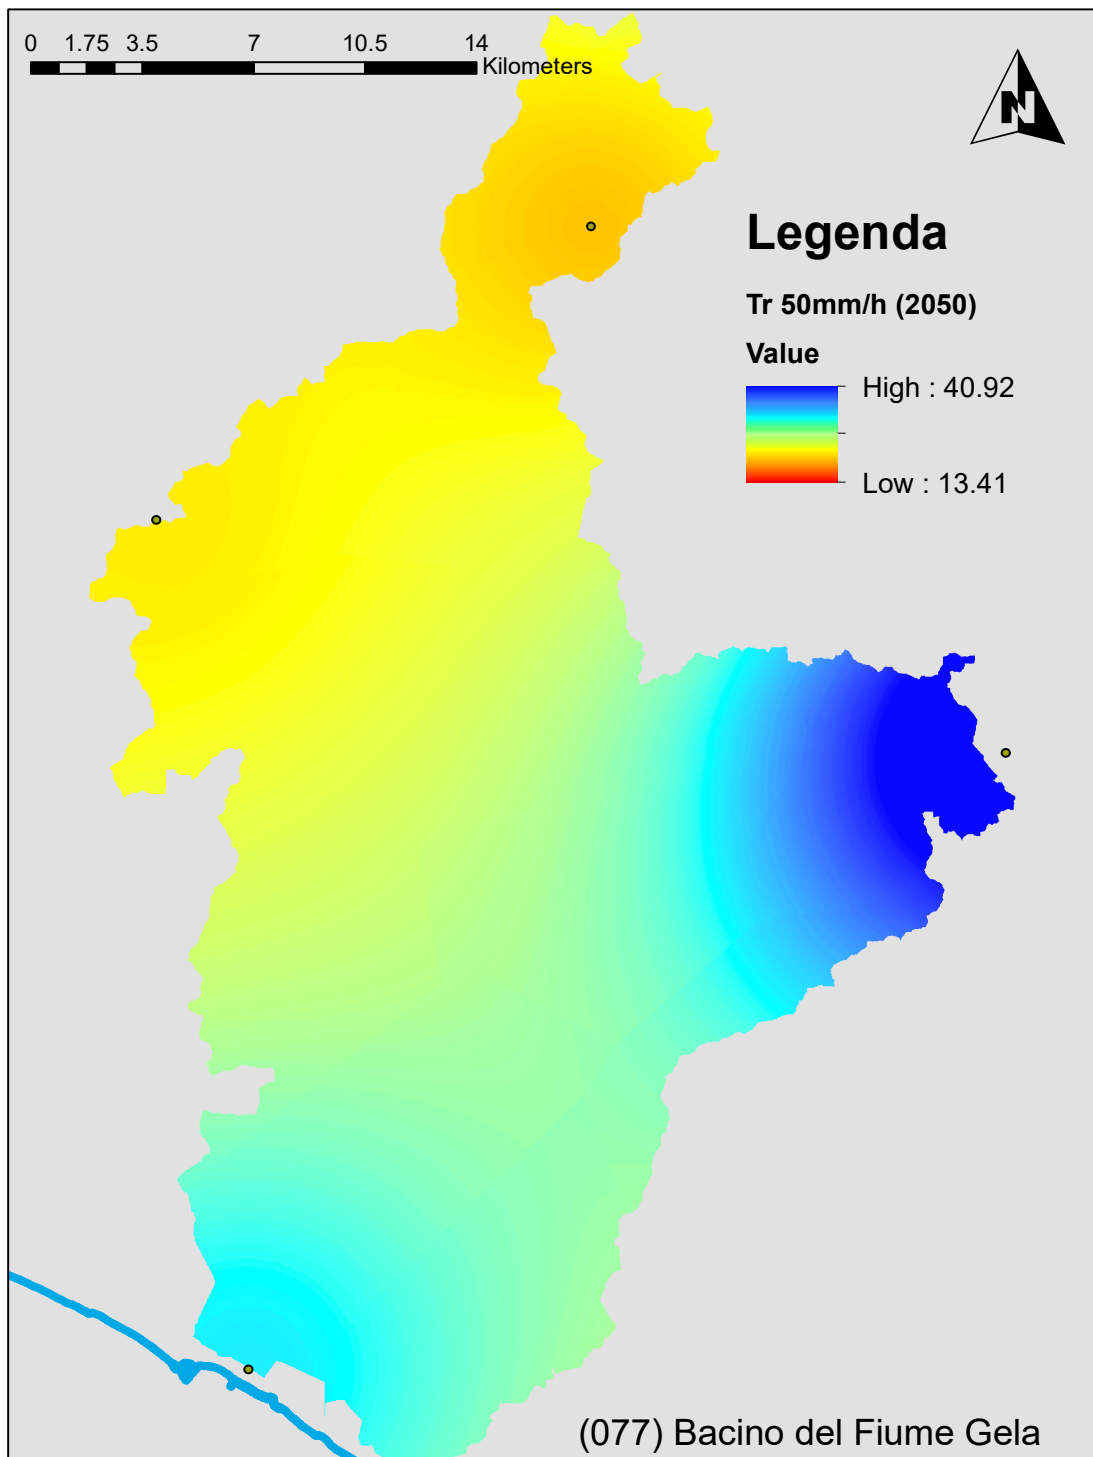 0 1.75 3.5 7 10.5 14
Kilometers
N
Legenda
Tr 50mm/h (2050)
Value
High : 40.92
Low : 13.41
(077) Bacino del Fiume Gela